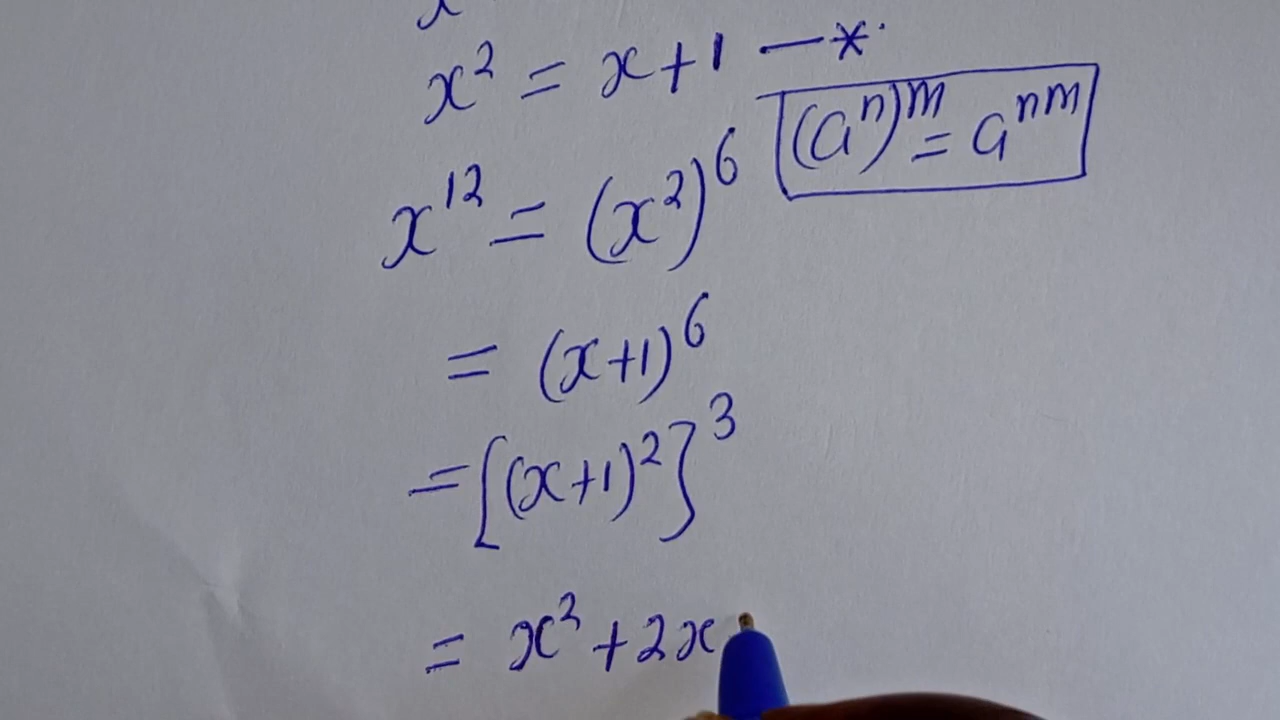 x
x² = x+1 —*
(aⁿ)ᵐ = aⁿᵐ
x¹² = (x²)⁶
= (x+1)⁶
= [(x+1)²]³
= x² + 2x